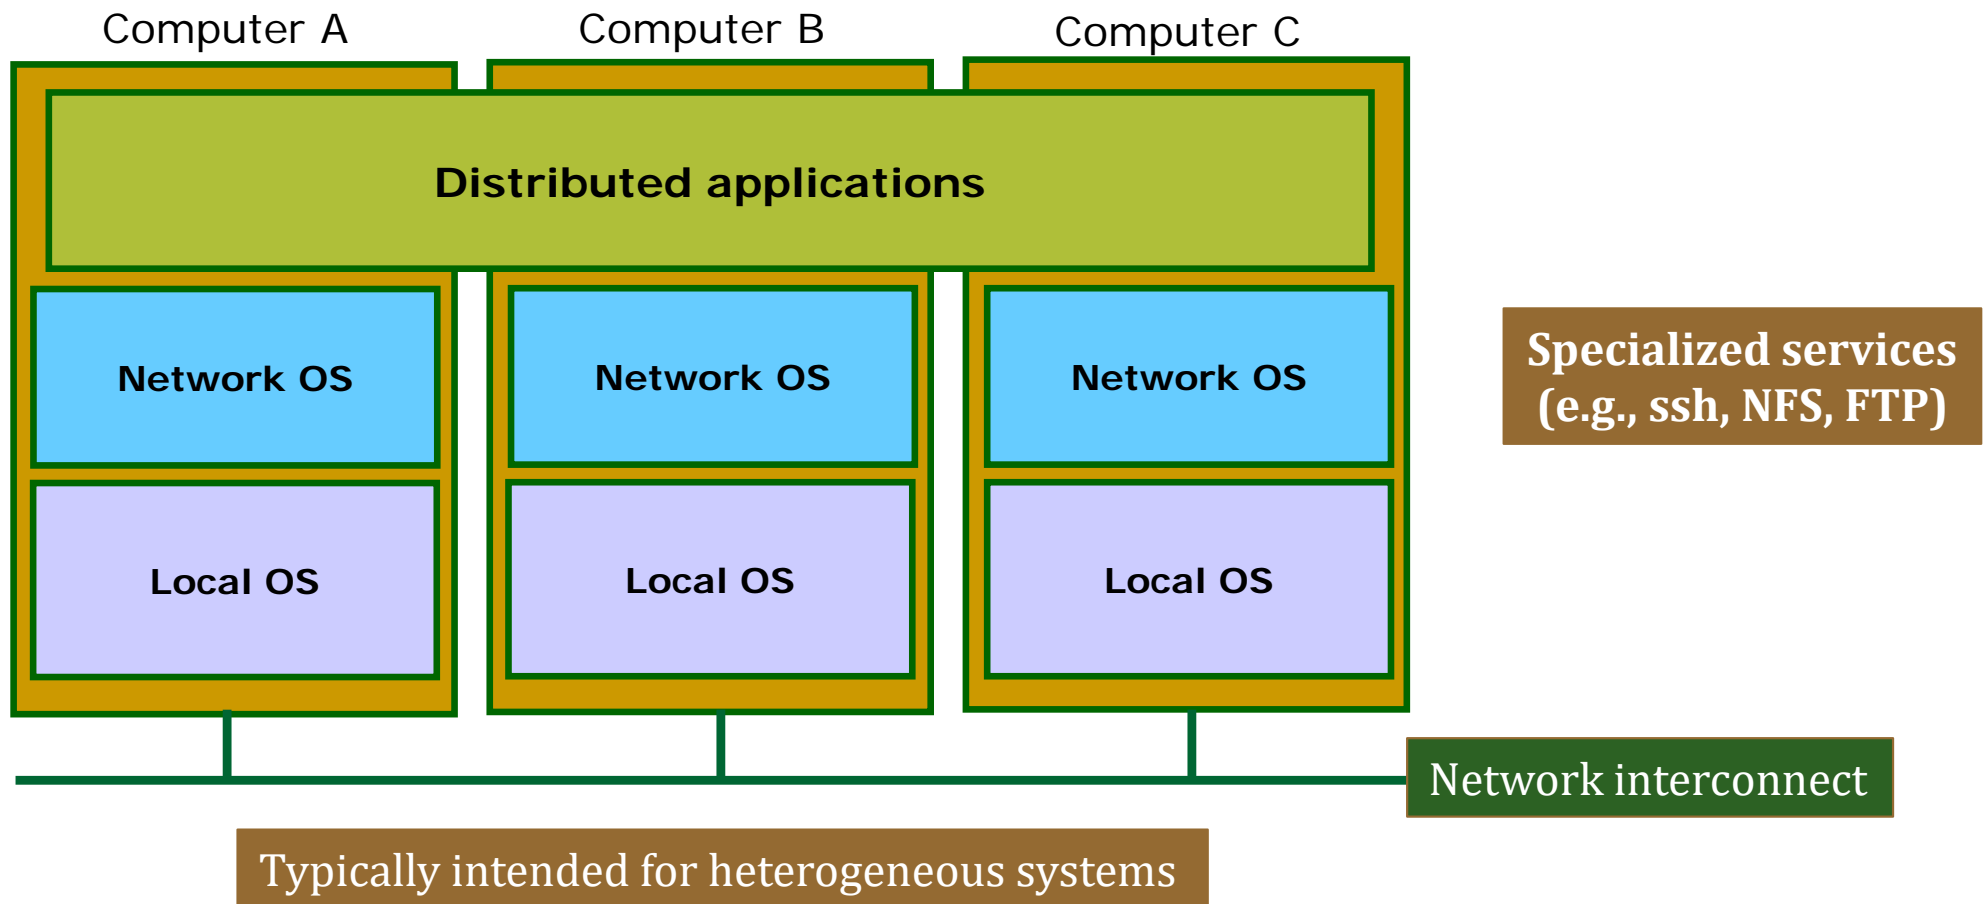 Computer A
Computer B
Computer C
Distributed applications
Network OS
Network OS
Network OS
Specialized services
(e.g., ssh, NFS, FTP)
Local OS
Local OS
Local OS
Network interconnect
Typically intended for heterogeneous systems